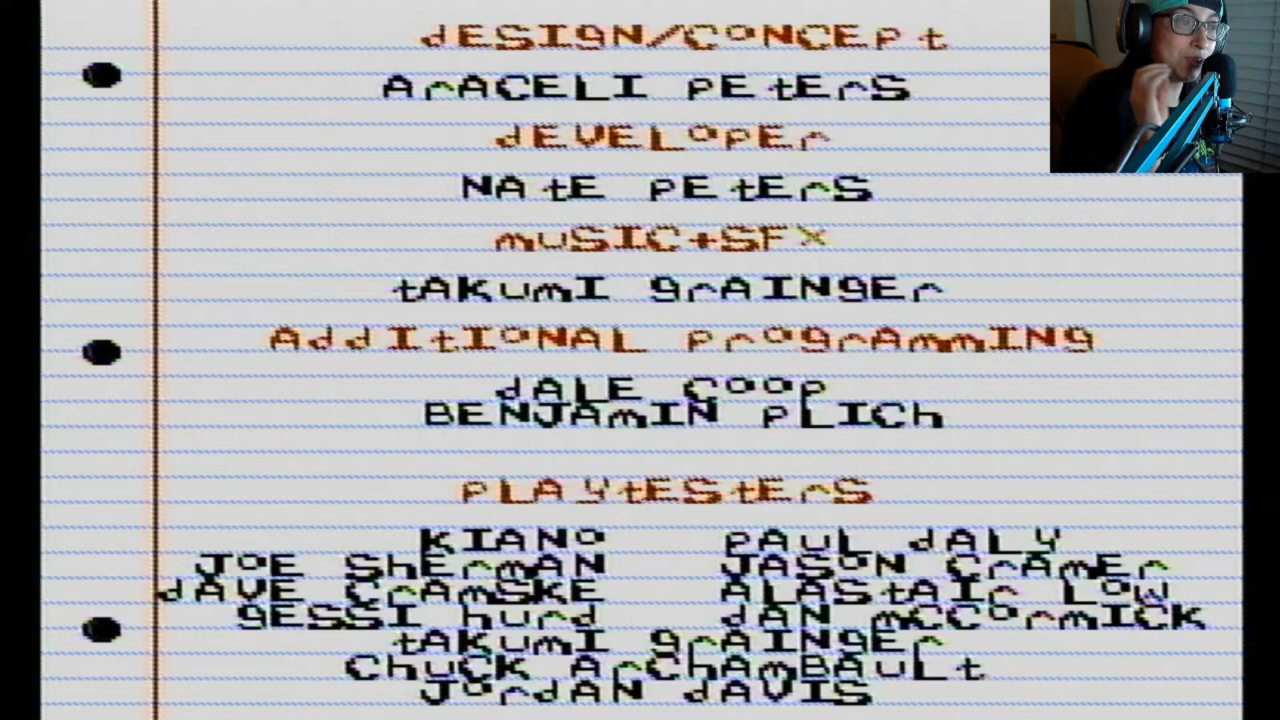 dESIgN/CoNCEpt
ArACELI pEtErS
dEVELopEr
NAtE pEtErS
muSIC+SFX
tAKumI grAINgEr
AddItIoNAL progrAmmINg
dALE Coop
BENJAmIN pLICh
pLAytEStErS
KIANo pAuL dALy
JoE ShErmAN JASoN CrAmEr
dAVE CrAmSKE ALAStAIr Low
gESSI hurd dAN mCCormICK
tAKumI grAINgEr
ChuCK ArChAmBAuLt
JordAN dAVIS